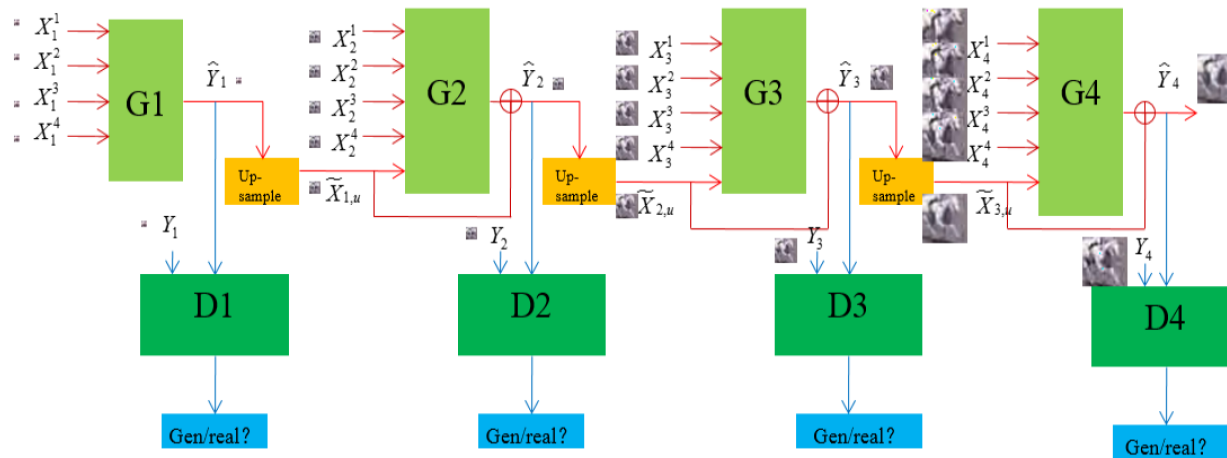 X_1^1
X_1^2
X_1^3
X_1^4
G1
Ŷ_1
Up-
sample
Y_1
D1
Gen/real?
X_2^1
X_2^2
X_2^3
X_2^4
X̃_{1,u}
G2
Ŷ_2
Up-
sample
Y_2
D2
Gen/real?
X_3^1
X_3^2
X_3^3
X_3^4
X̃_{2,u}
G3
Ŷ_3
Up-
sample
Y_3
D3
Gen/real?
X_4^1
X_4^2
X_4^3
X_4^4
X̃_{3,u}
G4
Ŷ_4
Y_4
D4
Gen/real?